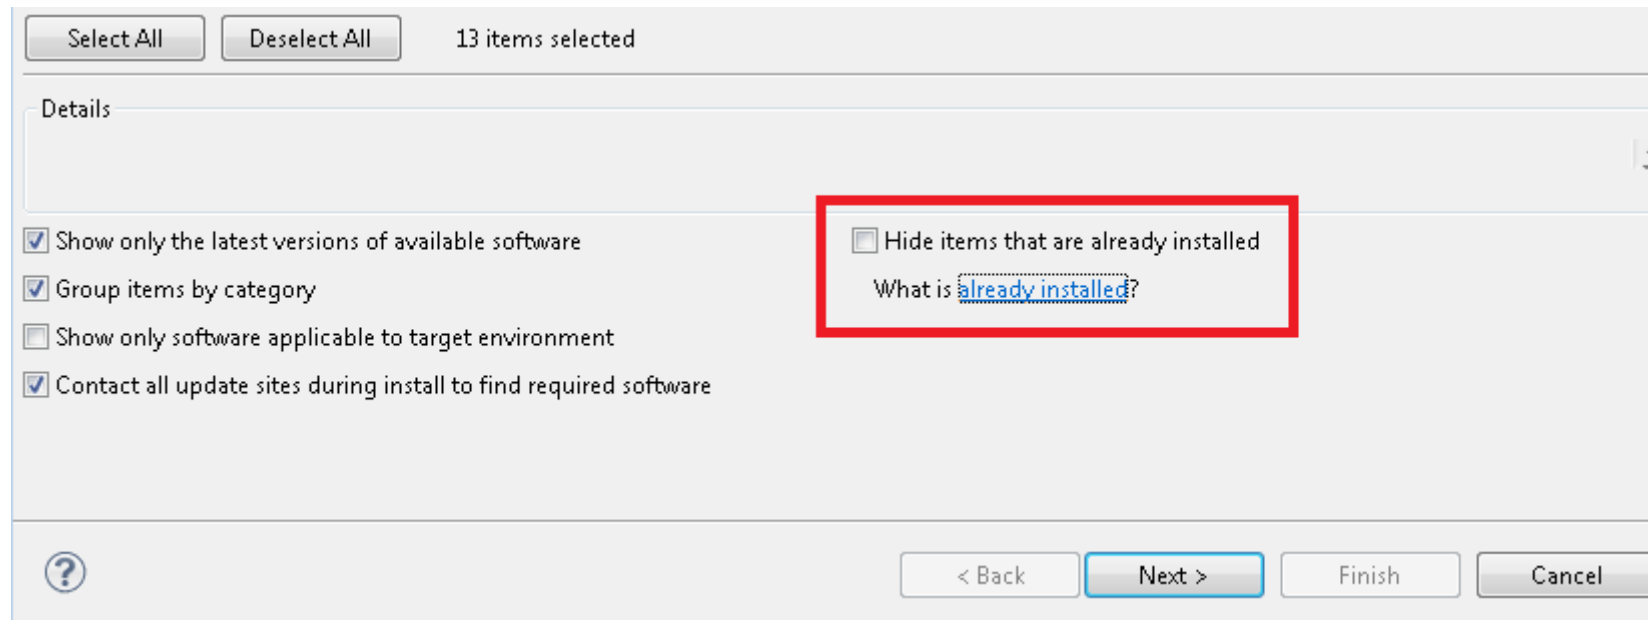 Select All Deselect All 13 items selected
Details
Show only the latest versions of available software
Hide items that are already installed
Group items by category
What is already installed?
Show only software applicable to target environment
Contact all update sites during install to find required software
?
< Back Next > Finish Cancel